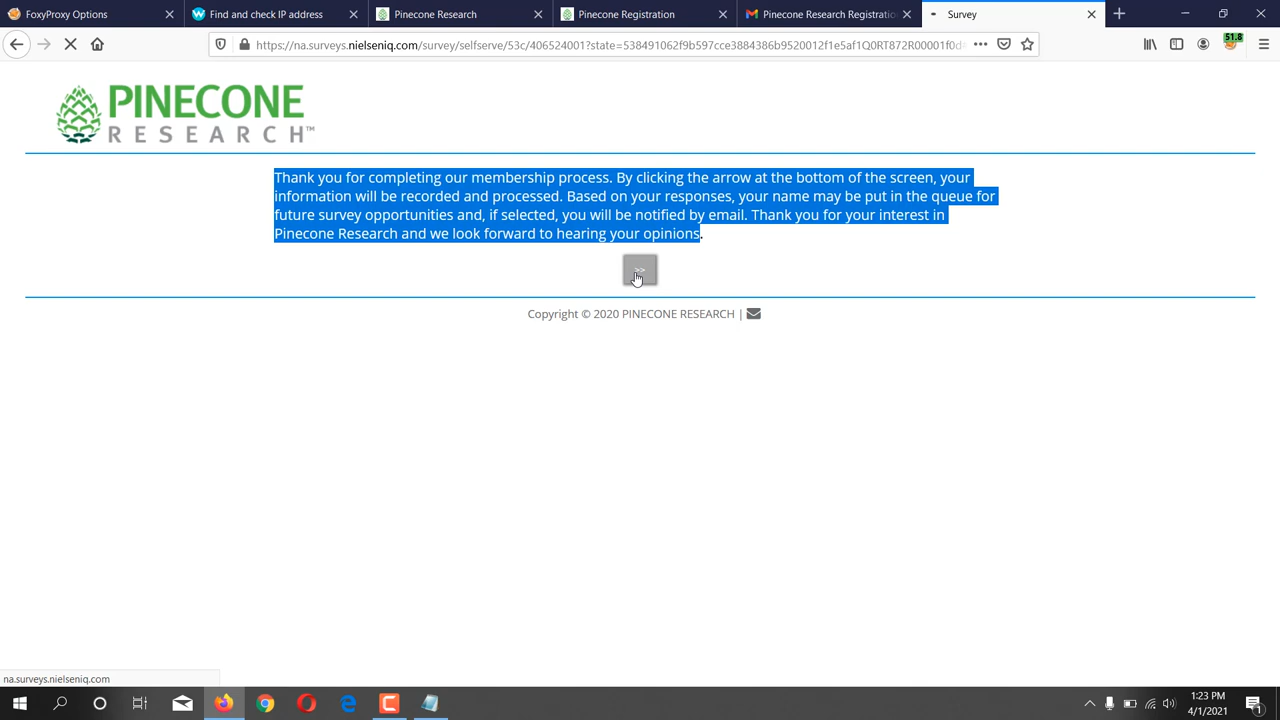 FoxyProxy Options
Find and check IP address
Pinecone Research
Pinecone Registration
Pinecone Research Registratio
Survey
https://na.surveys.nielseniq.com/survey/selfserve/53c/406524001?state=538491062f9b597cce3884386b9520012f1e5af1Q0RT872R00001f0d
51.8
PINECONE
RESEARCH™
Thank you for completing our membership process. By clicking the arrow at the bottom of the screen, your
information will be recorded and processed. Based on your responses, your name may be put in the queue for
future survey opportunities and, if selected, you will be notified by email. Thank you for your interest in
Pinecone Research and we look forward to hearing your opinions.
>>
Copyright © 2020 PINECONE RESEARCH |
na.surveys.nielseniq.com
1:23 PM
4/1/2021
1